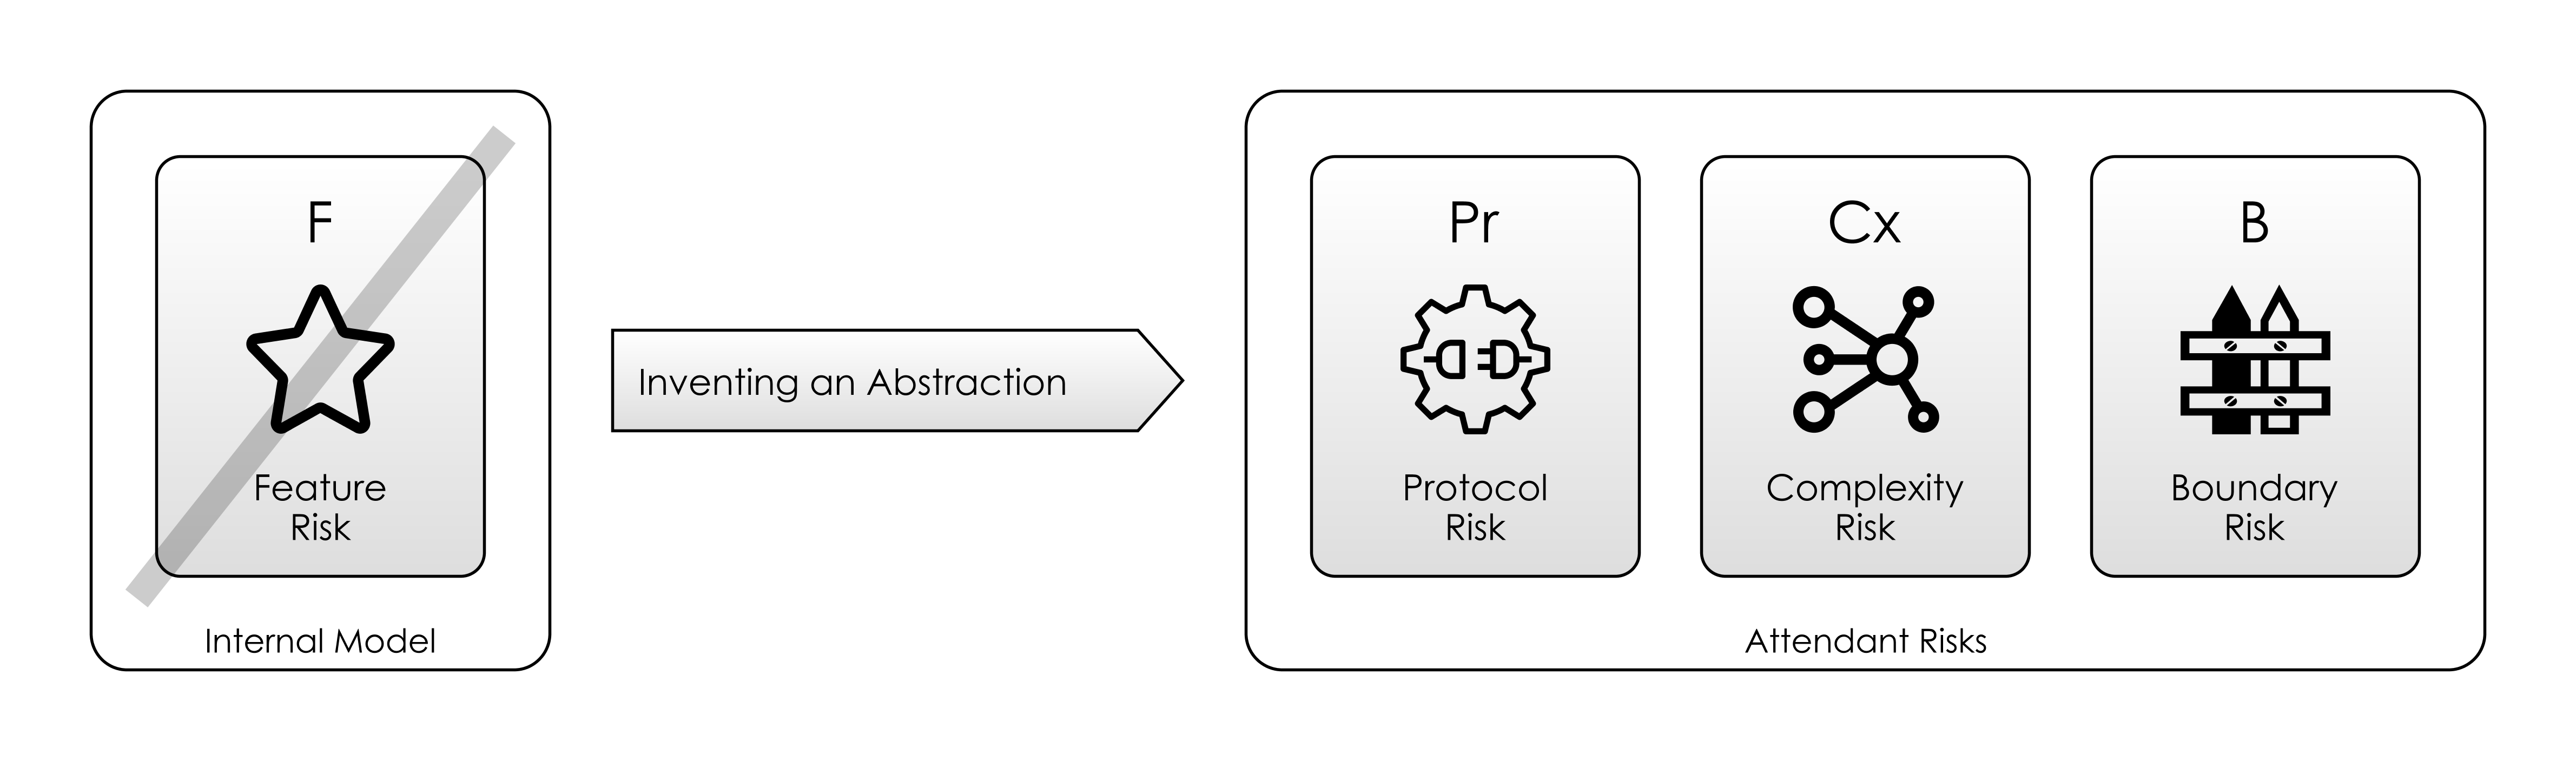 F
Feature
Risk
Internal Model
Inventing an Abstraction
Pr
Protocol
Risk
Cx
Complexity
Risk
B
Boundary
Risk
Attendant Risks